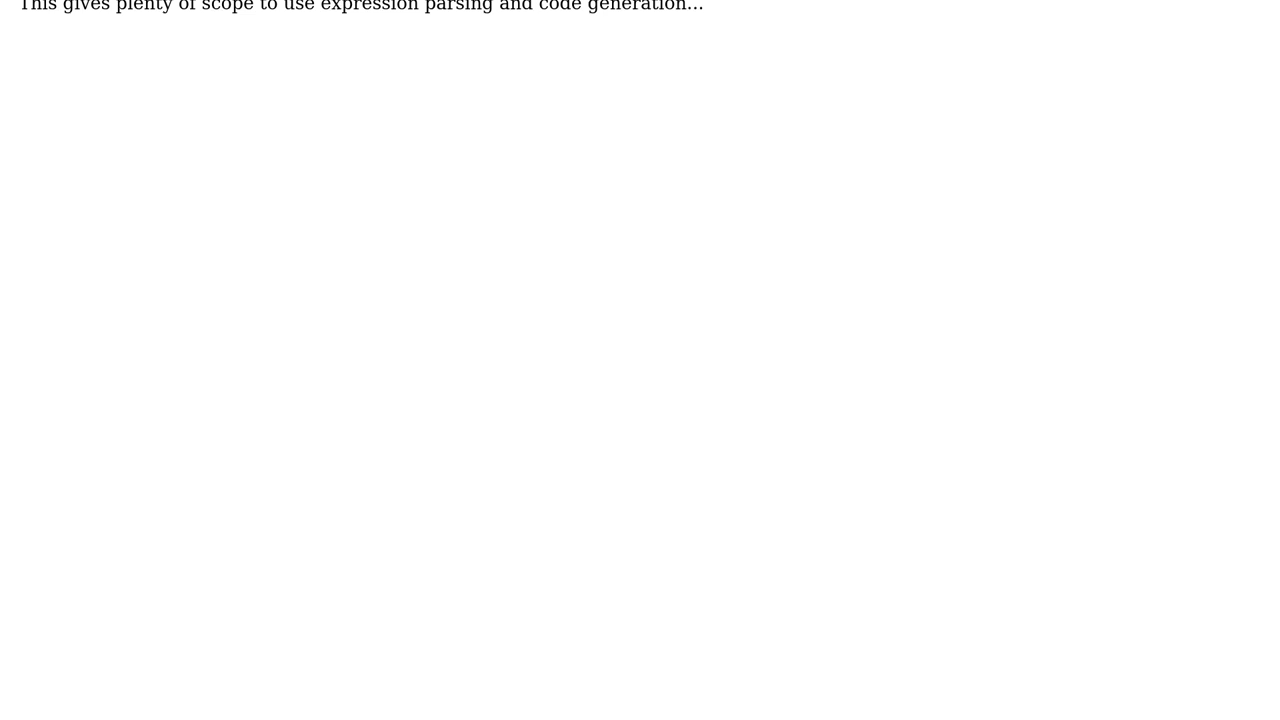 This gives plenty of scope to use expression parsing and code generation...